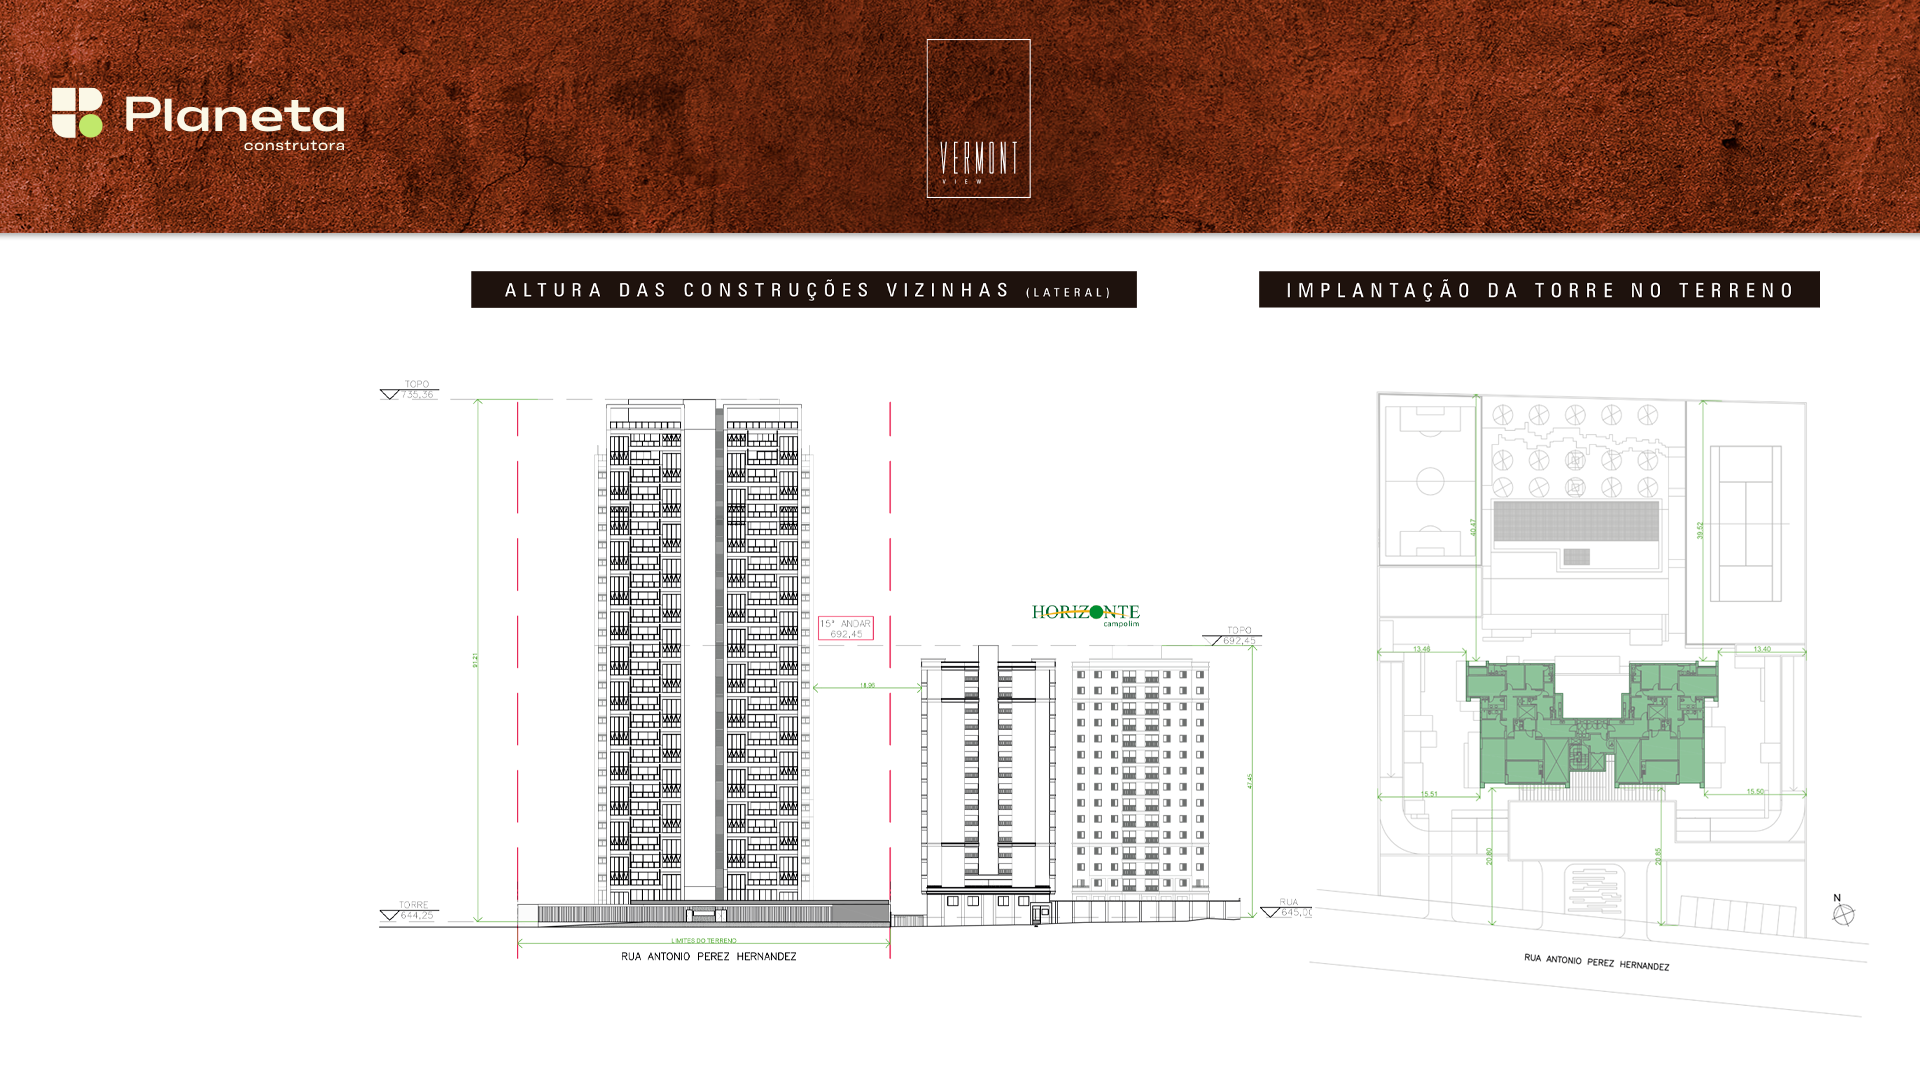 Planeta
construtora
VERMONT
VIEW
ALTURA DAS CONSTRUÇÕES VIZINHAS (LATERAL)
IMPLANTAÇÃO DA TORRE NO TERRENO
TOPO
735,36
91,21
15° ANDAR
692,45
HORIZONTE
campolim
TOPO
692,45
18.95
47,45
TORRE
644,25
RUA
645,00
LIMITES DO TERRENO
RUA ANTONIO PEREZ HERNANDEZ
40.47
39.52
13.46
13.40
15.51
15.50
20.80
20.85
N
RUA ANTONIO PEREZ HERNANDEZ